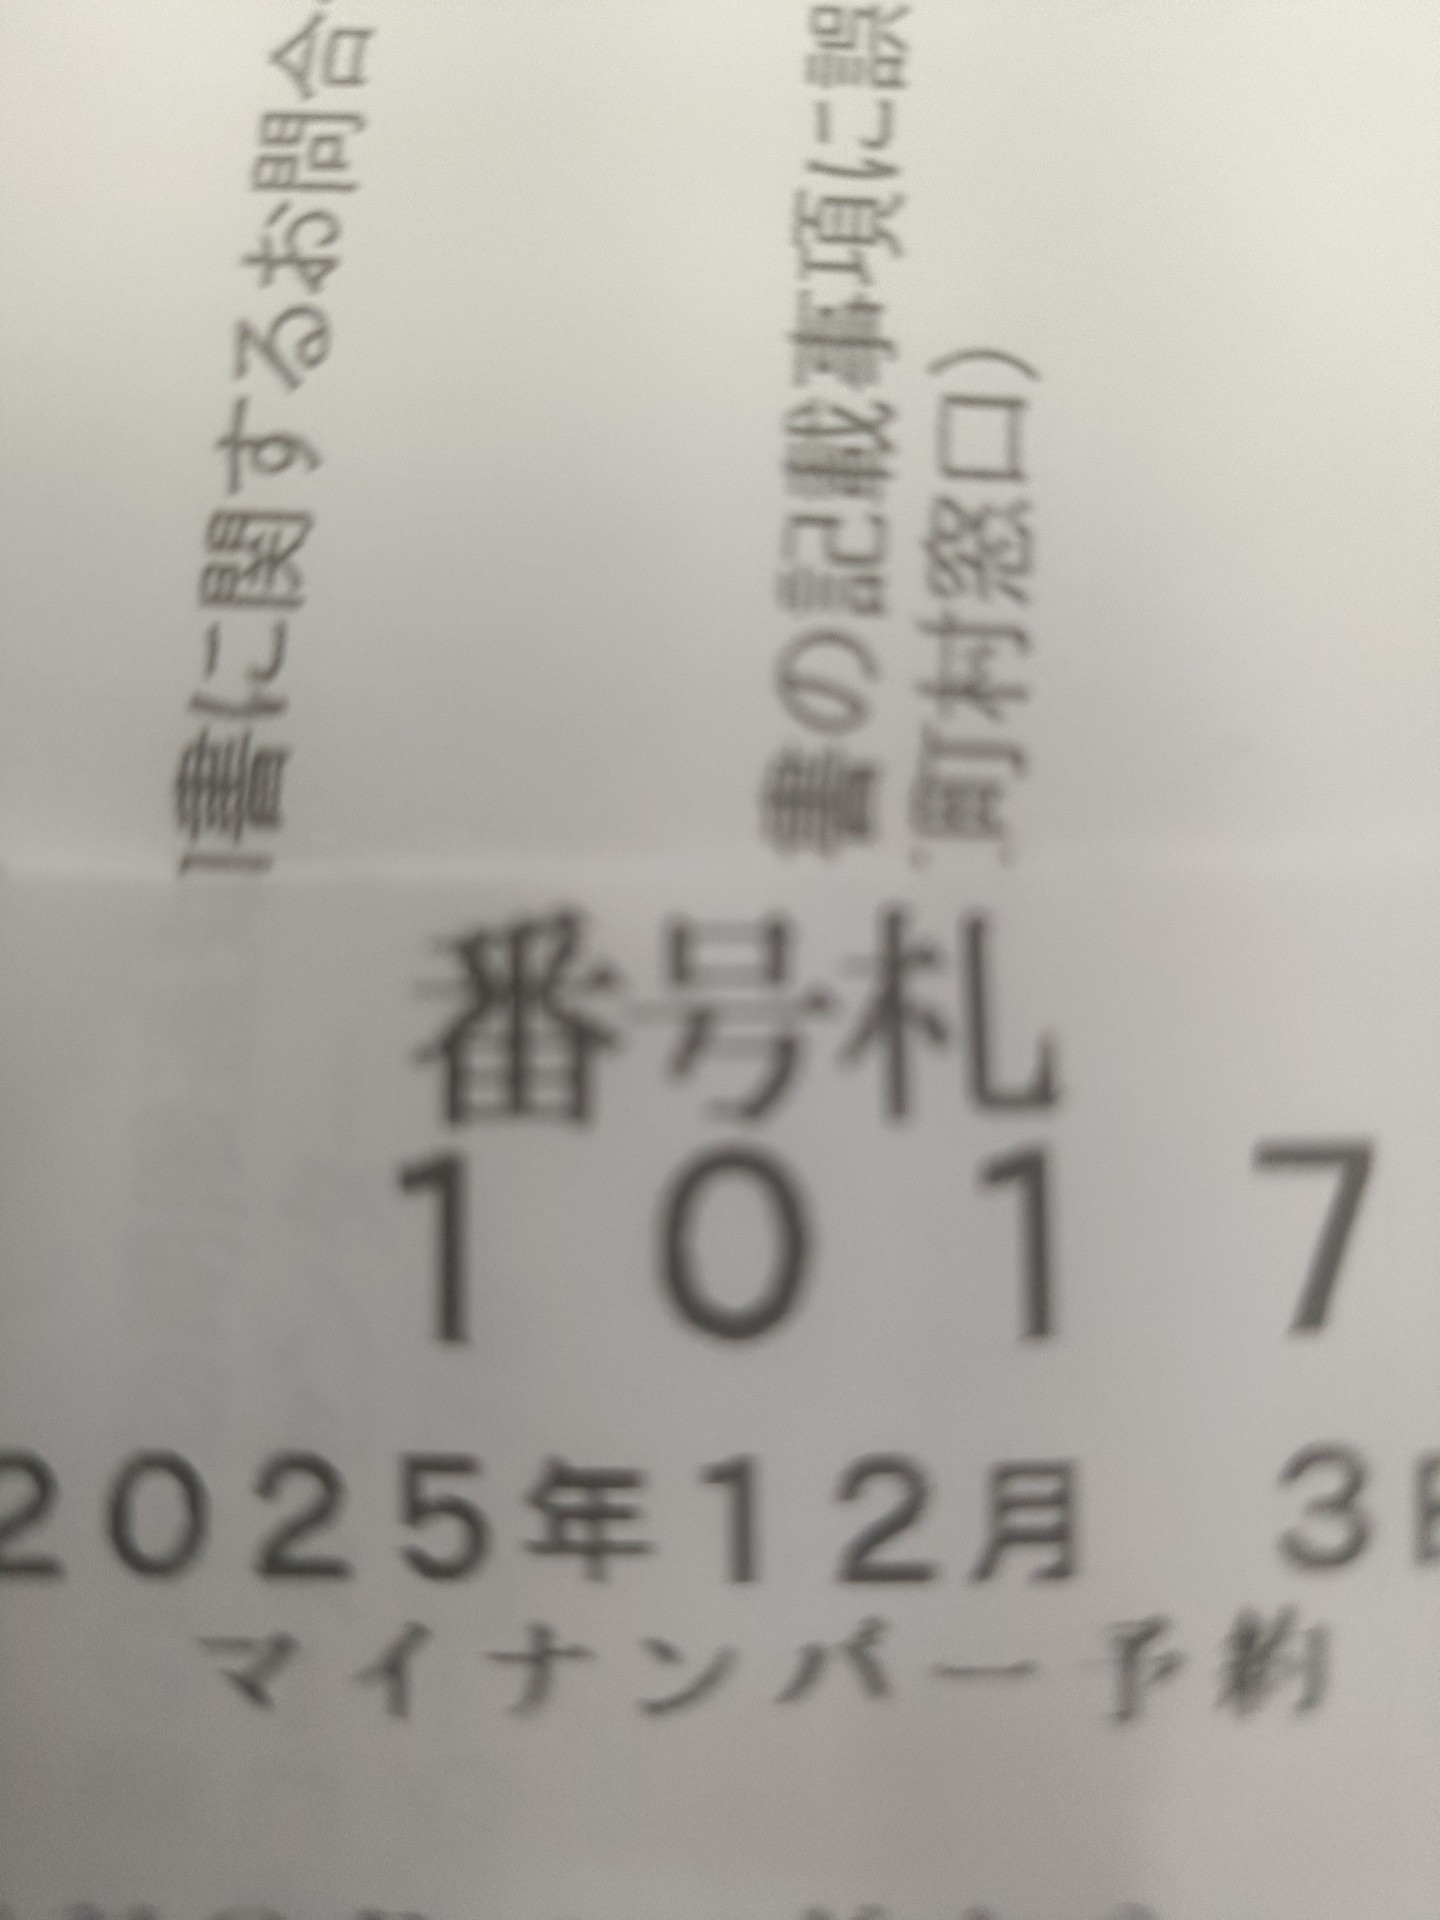 書に関するお問合
書の記載事項に誤
町村窓口）
番号札
１０１７
２０２５年１２月　３日
マイナンバー予約